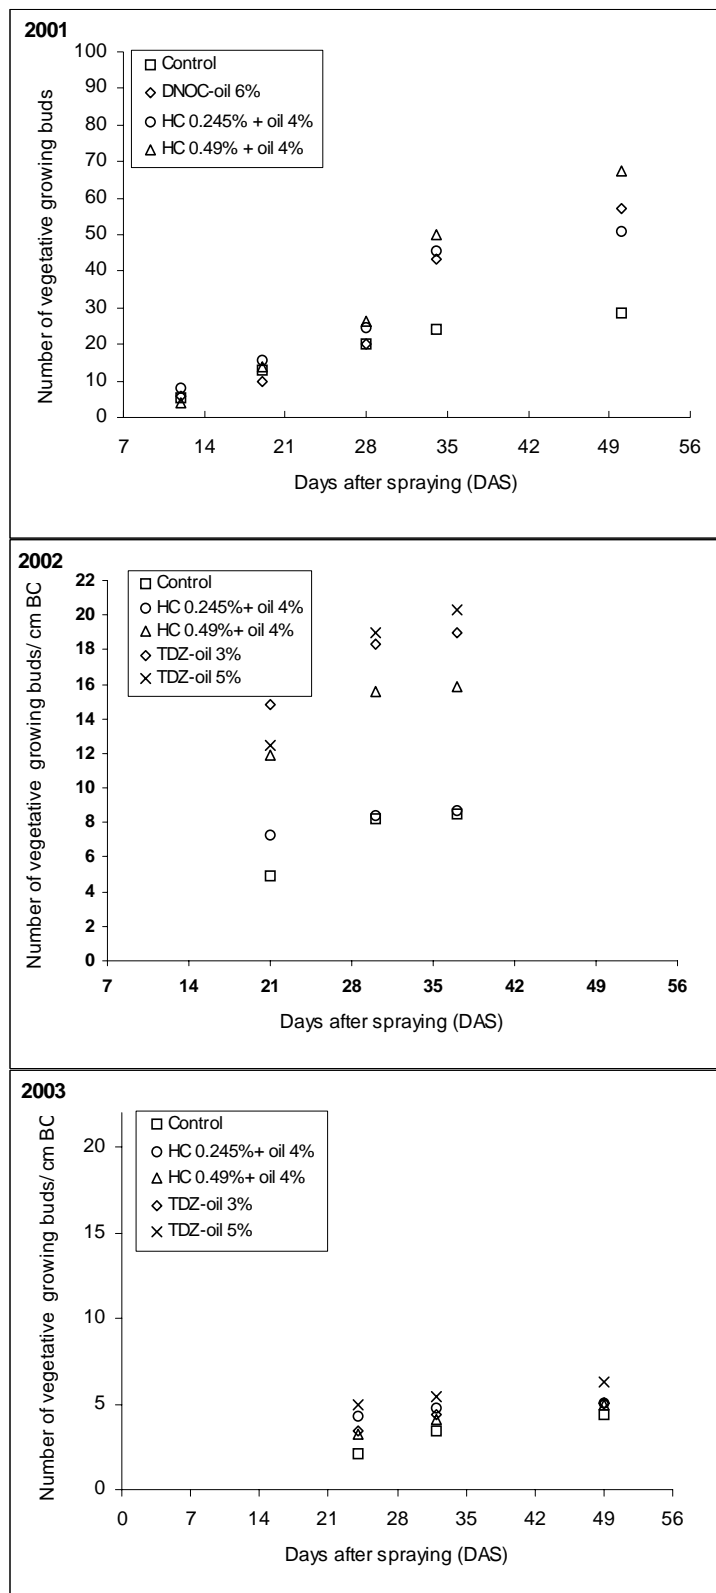 2001
Number of vegetative growing buds
100
90
80
70
60
50
40
30
20
10
0
Control
DNOC-oil 6%
HC 0.245% + oil 4%
HC 0.49% + oil 4%
7 14 21 28 35 42 49 56
Days after spraying (DAS)
2002
Number of vegetative growing buds/ cm BC
22
20
18
16
14
12
10
8
6
4
2
0
Control
HC 0.245%+ oil 4%
HC 0.49%+ oil 4%
TDZ-oil 3%
TDZ-oil 5%
7 14 21 28 35 42 49 56
Days after spraying (DAS)
2003
Number of vegetative growing buds/ cm BC
20
15
10
5
0
Control
HC 0.245%+ oil 4%
HC 0.49%+ oil 4%
TDZ-oil 3%
TDZ-oil 5%
0 7 14 21 28 35 42 49 56
Days after spraying (DAS)